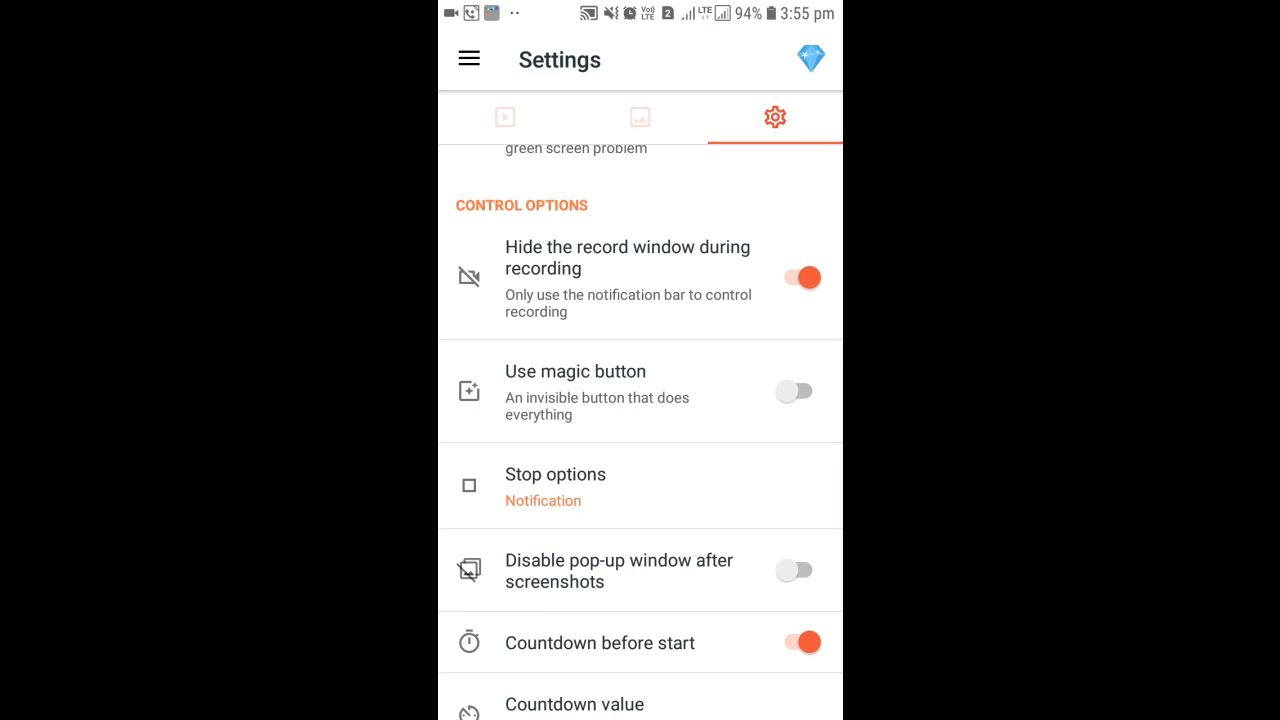 2 LTE 94% 3:55 pm
Settings
green screen problem
CONTROL OPTIONS
Hide the record window during
recording
Only use the notification bar to control
recording
Use magic button
An invisible button that does
everything
Stop options
Notification
Disable pop-up window after
screenshots
Countdown before start
Countdown value